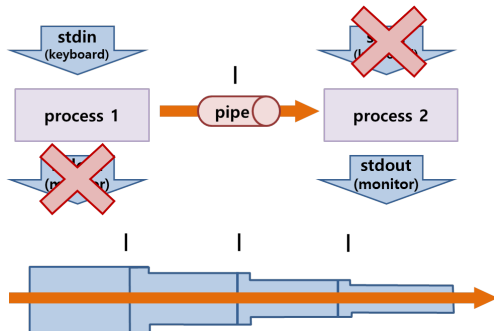 stdin
(keyboard)
|
process 1
pipe
process 2
stdout
(monitor)
| | |